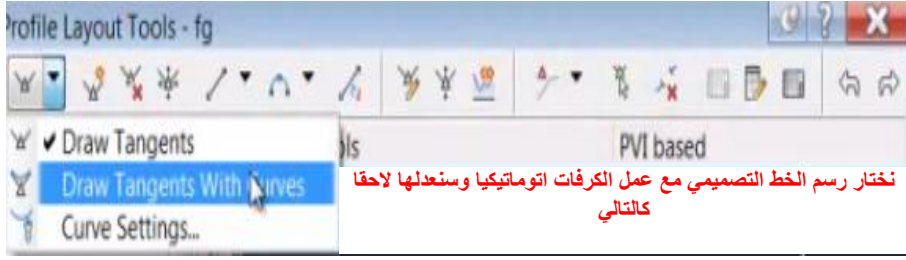 Profile Layout Tools - fg
✔ Draw Tangents
ols
PVI based
Draw Tangents With Curves
نختار رسم الخط التصميمي مع عمل الكرفات اتوماتيكيا وسنعدلها لاحقا
كالتالي
Curve Settings...